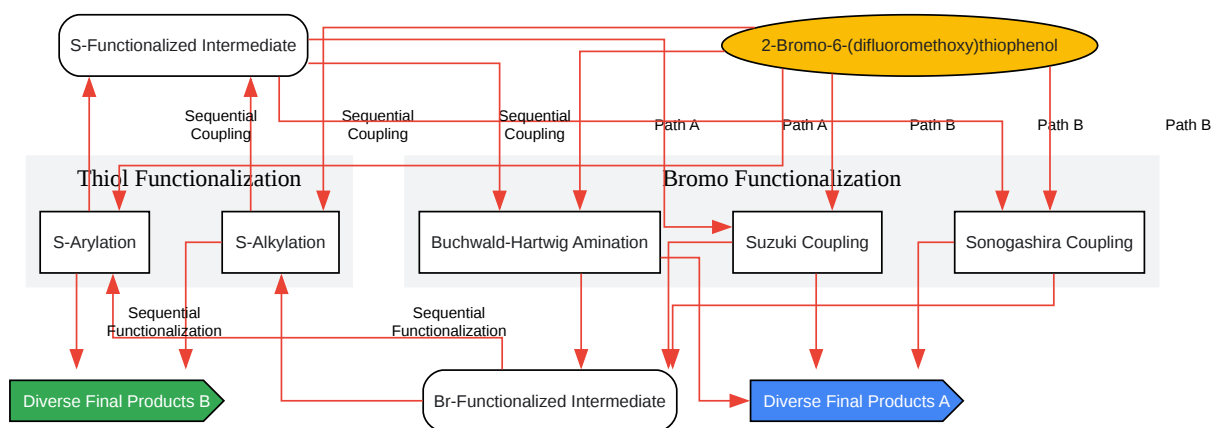 S-Functionalized Intermediate
2-Bromo-6-(difluoromethoxy)thiophenol
Sequential
Coupling
Sequential
Coupling
Sequential
Coupling
Path A
Path A
Path B
Path B
Path B
Thiol Functionalization
Bromo Functionalization
S-Arylation
S-Alkylation
Buchwald-Hartwig Amination
Suzuki Coupling
Sonogashira Coupling
Sequential
Functionalization
Sequential
Functionalization
Diverse Final Products B
Br-Functionalized Intermediate
Diverse Final Products A